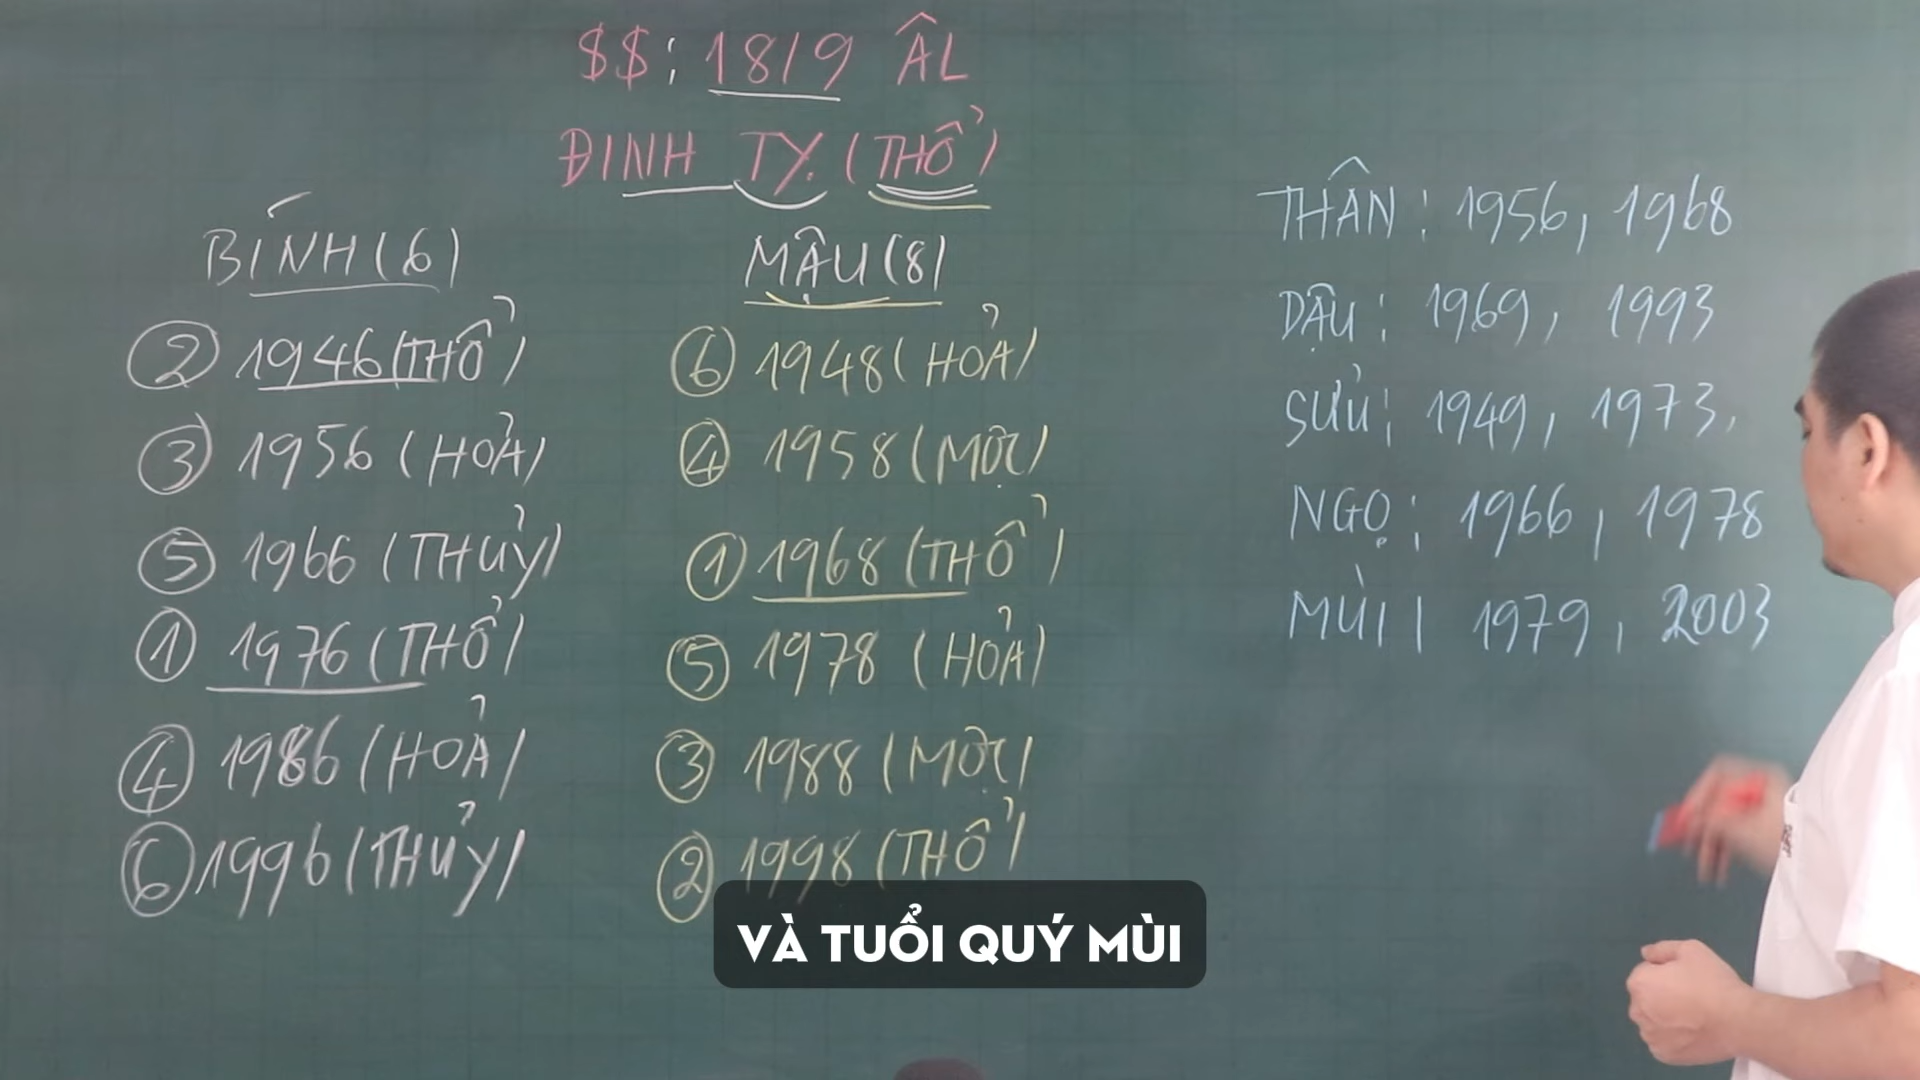 $$: 18/9 ÂL
ĐINH TỴ (THỔ)
BÍNH (6)
② 1946 (THỔ)
③ 1956 (HỎA)
⑤ 1966 (THỦY)
① 1976 (THỔ)
④ 1986 (HỎA)
⑥ 1996 (THỦY)
MẬU (8)
⑥ 1948 (HỎA)
④ 1958 (MỘC)
① 1968 (THỔ)
⑤ 1978 (HỎA)
③ 1988 (MỘC)
② 1998 (THỔ)
THÂN: 1956, 1968
DẬU: 1969, 1993
SỬU: 1949, 1973,
NGỌ: 1966, 1978
MÙI: 1979, 2003
VÀ TUỔI QUÝ MÙI